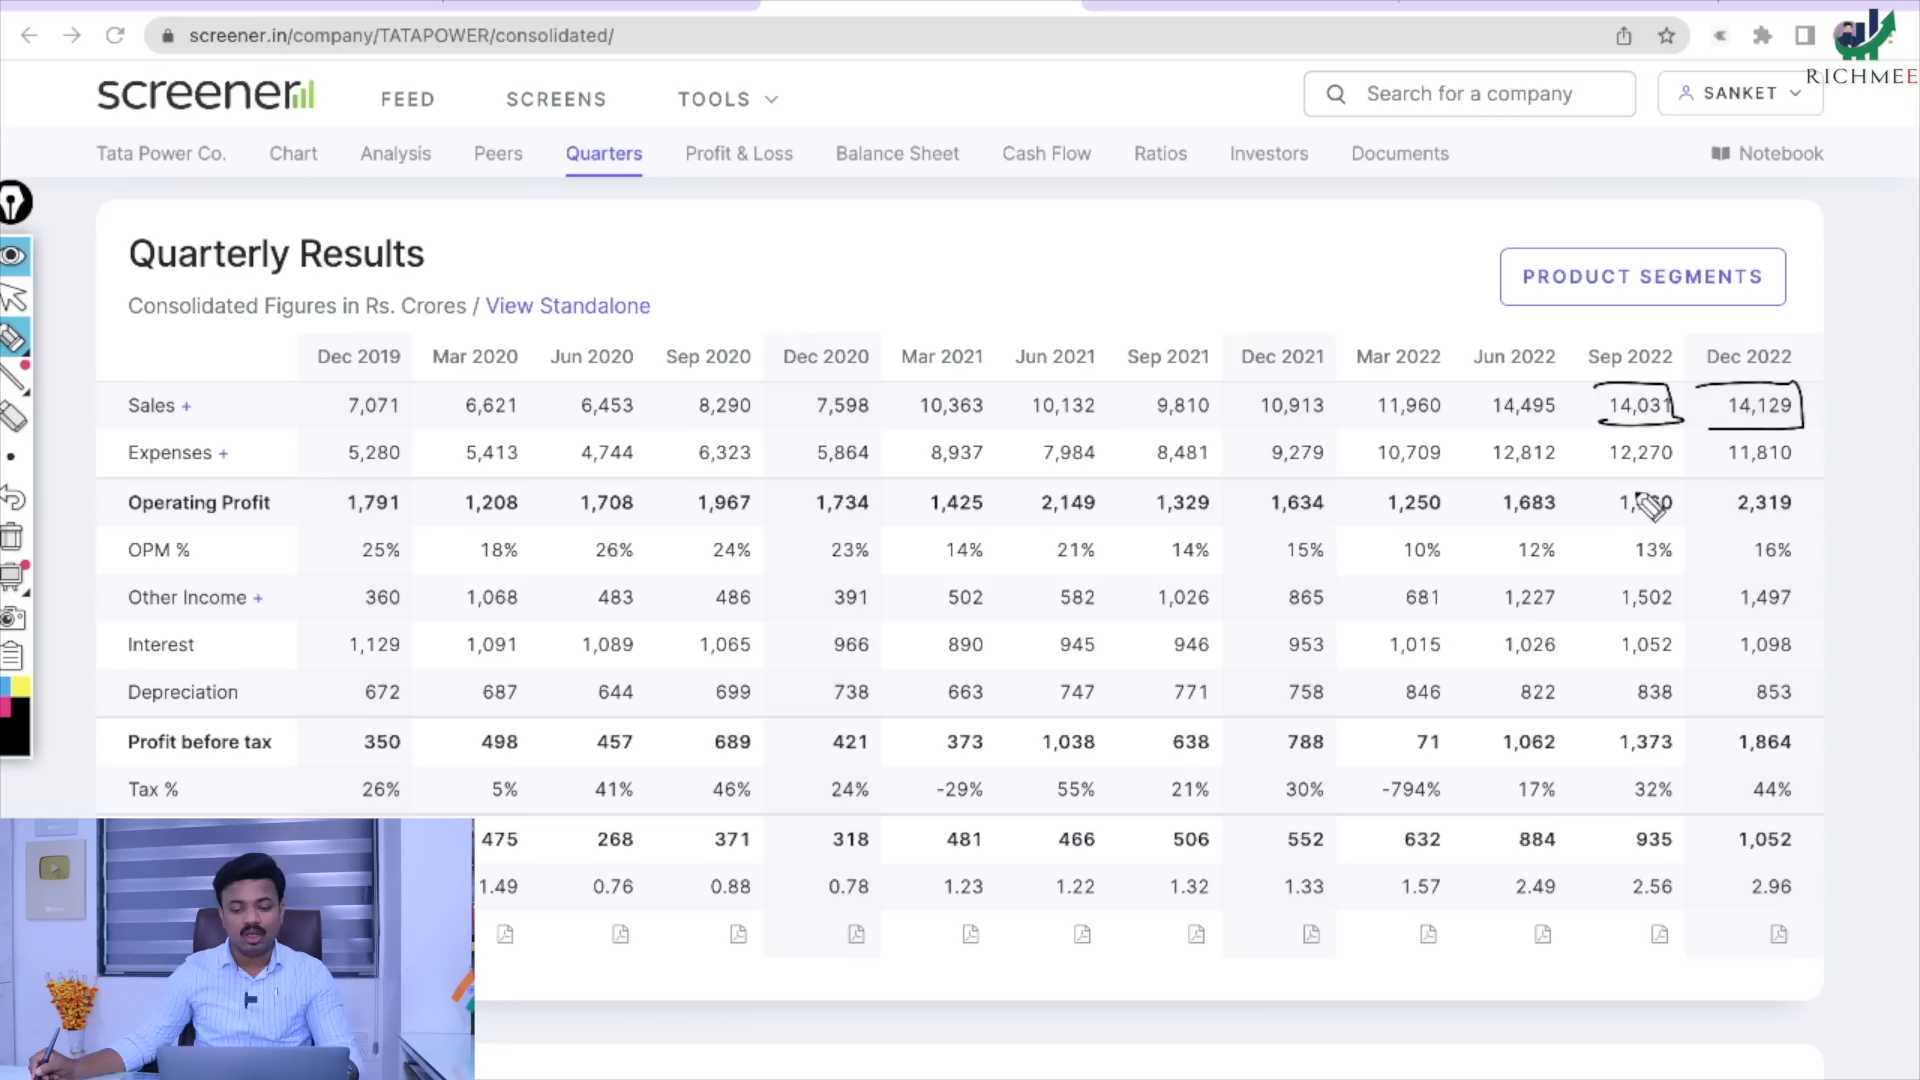 screener.in/company/TATAPOWER/consolidated/
RICHMEE
screener
FEED SCREENS TOOLS
Search for a company
SANKET
Tata Power Co. Chart Analysis Peers Quarters Profit & Loss Balance Sheet Cash Flow Ratios Investors Documents Notebook
Quarterly Results
PRODUCT SEGMENTS
Consolidated Figures in Rs. Crores / View Standalone
Dec 2019 Mar 2020 Jun 2020 Sep 2020 Dec 2020 Mar 2021 Jun 2021 Sep 2021 Dec 2021 Mar 2022 Jun 2022 Sep 2022 Dec 2022
Sales + 7,071 6,621 6,453 8,290 7,598 10,363 10,132 9,810 10,913 11,960 14,495 14,031 14,129
Expenses + 5,280 5,413 4,744 6,323 5,864 8,937 7,984 8,481 9,279 10,709 12,812 12,270 11,810
Operating Profit 1,791 1,208 1,708 1,967 1,734 1,425 2,149 1,329 1,634 1,250 1,683 2,319
OPM % 25% 18% 26% 24% 23% 14% 21% 14% 15% 10% 12% 13% 16%
Other Income + 360 1,068 483 486 391 502 582 1,026 865 681 1,227 1,502 1,497
Interest 1,129 1,091 1,089 1,065 966 890 945 946 953 1,015 1,026 1,052 1,098
Depreciation 672 687 644 699 738 663 747 771 758 846 822 838 853
Profit before tax 350 498 457 689 421 373 1,038 638 788 71 1,062 1,373 1,864
Tax % 26% 5% 41% 46% 24% -29% 55% 21% 30% -794% 17% 32% 44%
475 268 371 318 481 466 506 552 632 884 935 1,052
1.49 0.76 0.88 0.78 1.23 1.22 1.32 1.33 1.57 2.49 2.56 2.96